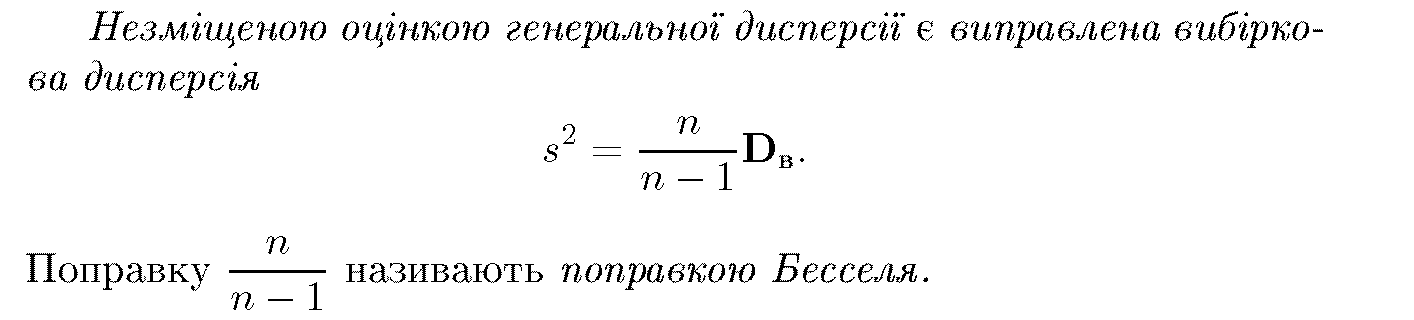 Незміщеною оцінкою генеральної дисперсії є виправлена вибірко-
ва дисперсія
s² = n/(n − 1) Dв.
Поправку n/(n − 1) називають поправкою Бесселя.